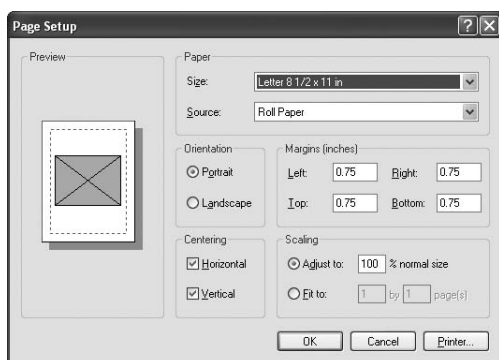 Page Setup
Preview
Paper
Size: Letter 8 1/2 x 11 in
Source: Roll Paper
Orientation
Portrait
Landscape
Margins (inches)
Left: 0.75 Right: 0.75
Top: 0.75 Bottom: 0.75
Centering
Horizontal
Vertical
Scaling
Adjust to: 100 % normal size
Fit to: 1 by 1 page(s)
OK Cancel Printer...